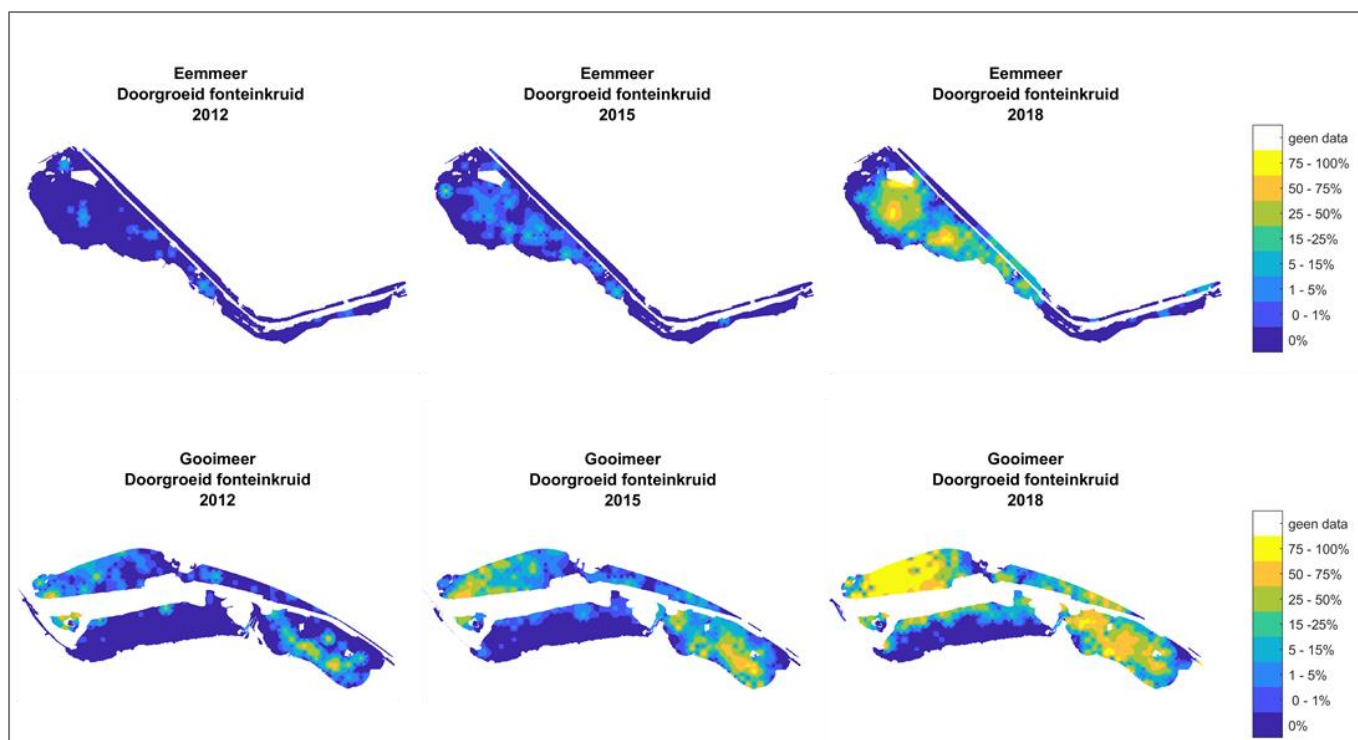 Eemmeer
Doorgroeid fonteinkruid
2012
Eemmeer
Doorgroeid fonteinkruid
2015
Eemmeer
Doorgroeid fonteinkruid
2018
geen data
75 - 100%
50 - 75%
25 - 50%
15 -25%
5 - 15%
1 - 5%
0 - 1%
0%
Gooimeer
Doorgroeid fonteinkruid
2012
Gooimeer
Doorgroeid fonteinkruid
2015
Gooimeer
Doorgroeid fonteinkruid
2018
geen data
75 - 100%
50 - 75%
25 - 50%
15 -25%
5 - 15%
1 - 5%
0 - 1%
0%